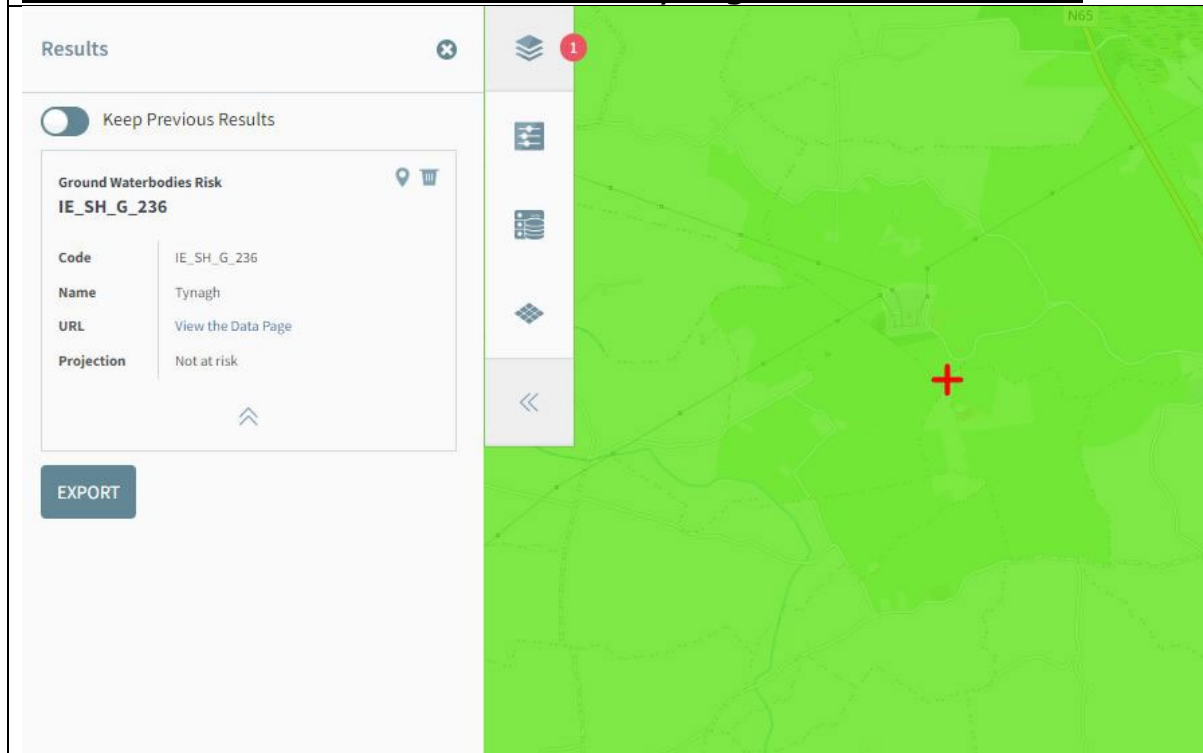 Results
1
N65
Keep Previous Results
Ground Waterbodies Risk
IE_SH_G_236
Code IE_SH_G_236
Name Tynagh
URL View the Data Page
Projection Not at risk
EXPORT